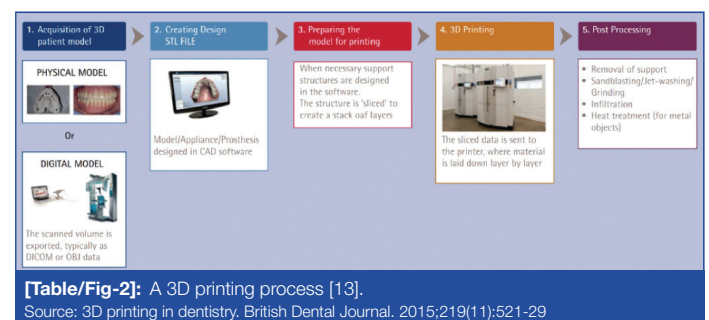 1. Acquisition of 3D
patient model
PHYSICAL MODEL
Or
DIGITAL MODEL
The scanned volume is
exported, typically as
DICOM or OBJ data
2. Creating Design
STL FILE
Model/Appliance/Prosthesis
designed in CAD software
3. Preparing the
model for printing
When necessary support
structures are designed
in the software.
The structure is 'sliced' to
create a stack oaf layers
4. 3D Printing
The sliced data is sent to
the printer, where material
is laid down layer by layer
5. Post Processing
• Removal of support
• Sandblasting/Jet-washing/
Grinding
• Infiltration
• Heat treatment (for metal
objects)
[Table/Fig-2]: A 3D printing process [13].
Source: 3D printing in dentistry. British Dental Journal. 2015;219(11):521-29